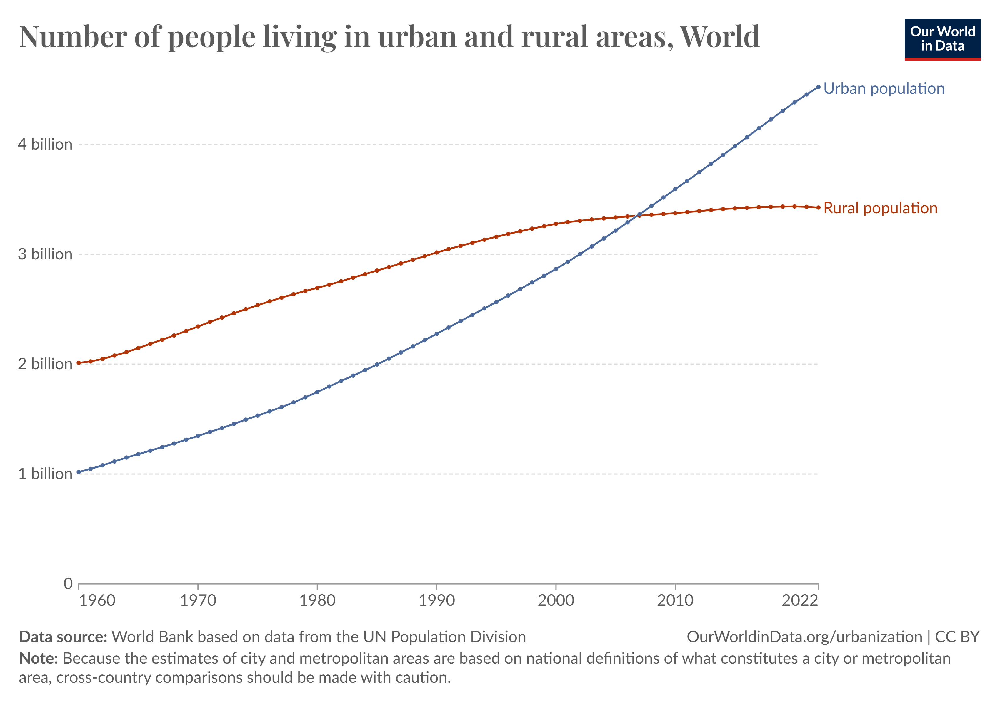 Number of people living in urban and rural areas, World
Our World
in Data
Urban population
4 billion
Rural population
3 billion
2 billion
1 billion
0
1960 1970 1980 1990 2000 2010 2022
Data source: World Bank based on data from the UN Population Division
OurWorldinData.org/urbanization | CC BY
Note: Because the estimates of city and metropolitan areas are based on national definitions of what constitutes a city or metropolitan
area, cross-country comparisons should be made with caution.